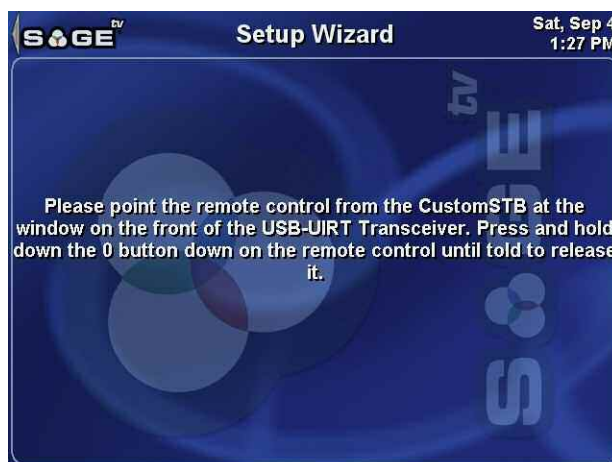 SAGE tv
Setup Wizard
Sat, Sep 4
1:27 PM
Please point the remote control from the CustomSTB at the
window on the front of the USB-UIRT Transceiver. Press and hold
down the 0 button down on the remote control until told to release
it.
SAGE tv